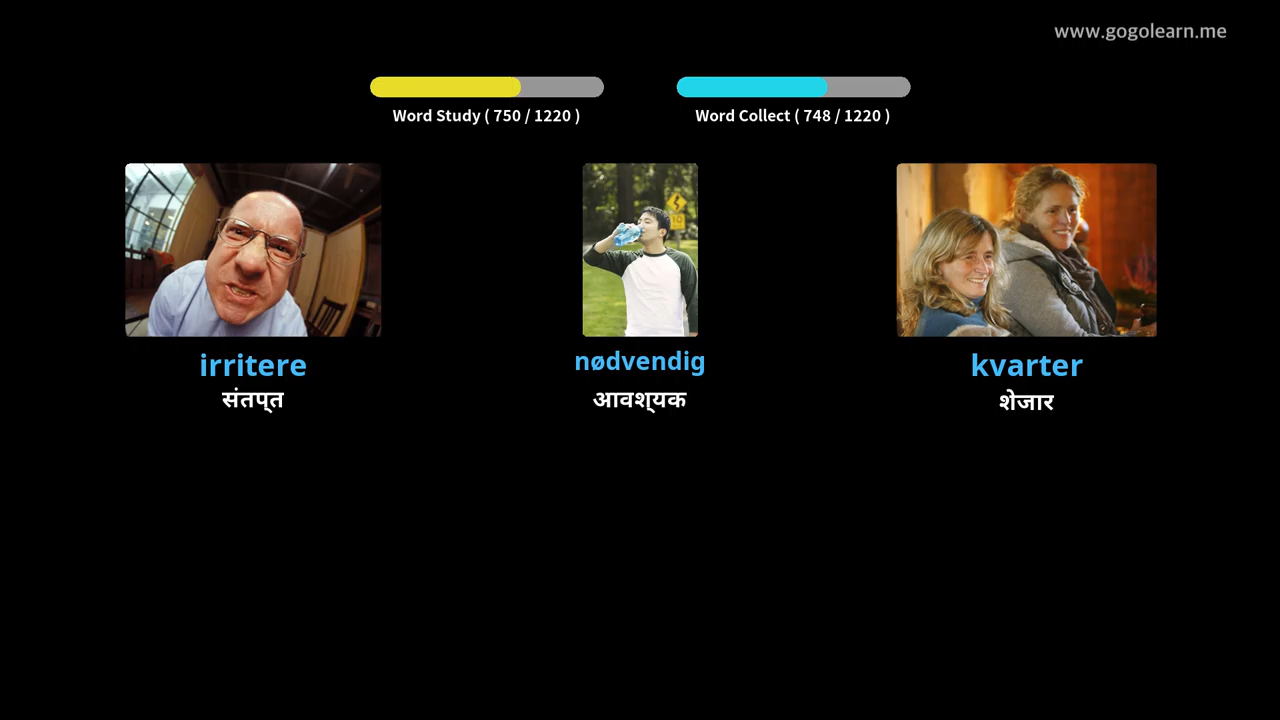 www.gogolearn.me
Word Study ( 750 / 1220 )
Word Collect ( 748 / 1220 )
irritere
nødvendig
kvarter
संतप्त
आवश्यक
शेजार